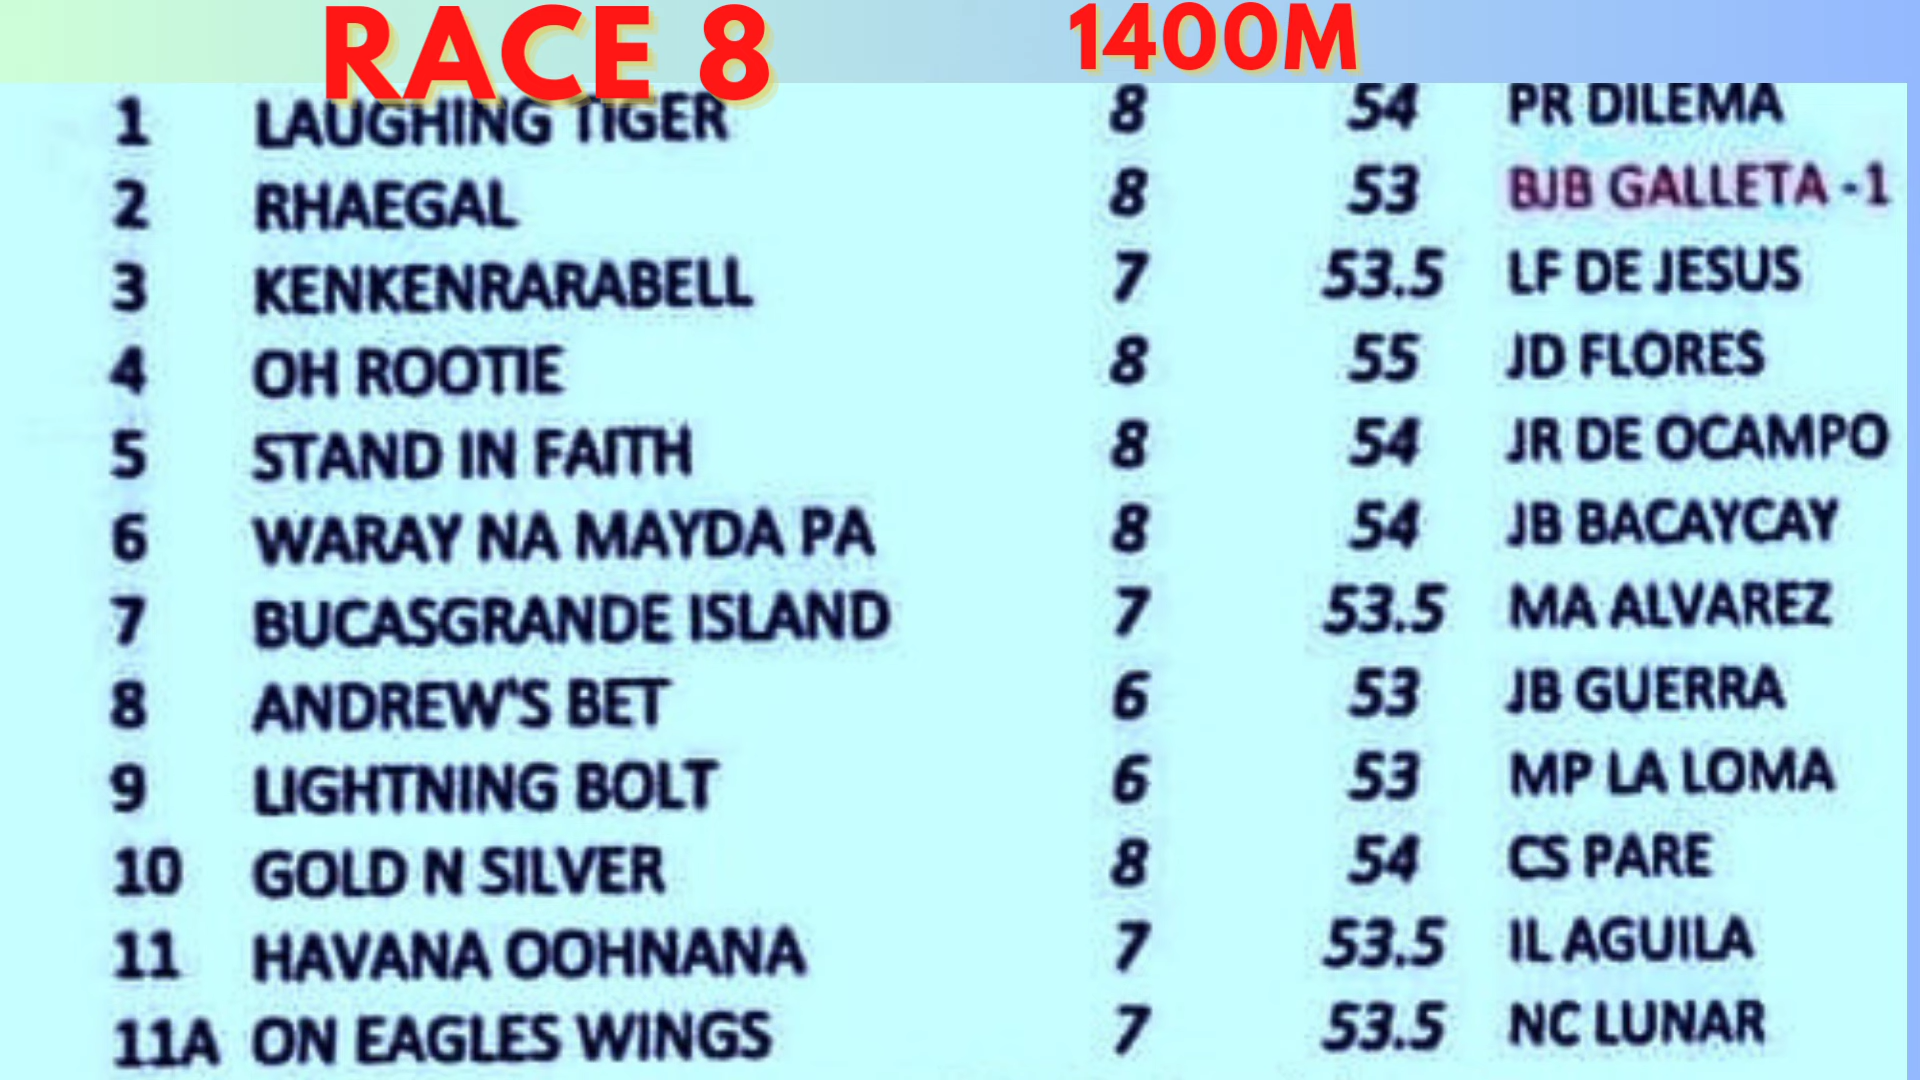 RACE 8 1400M
1 LAUGHING TIGER 8 54 PR DILEMA
2 RHAEGAL 8 53 BJB GALLETA -1
3 KENKENRARABELL 7 53.5 LF DE JESUS
4 OH ROOTIE 8 55 JD FLORES
5 STAND IN FAITH 8 54 JR DE OCAMPO
6 WARAY NA MAYDA PA 8 54 JB BACAYCAY
7 BUCASGRANDE ISLAND 7 53.5 MA ALVAREZ
8 ANDREW'S BET 6 53 JB GUERRA
9 LIGHTNING BOLT 6 53 MP LA LOMA
10 GOLD N SILVER 8 54 CS PARE
11 HAVANA OOHNANA 7 53.5 IL AGUILA
11A ON EAGLES WINGS 7 53.5 NC LUNAR